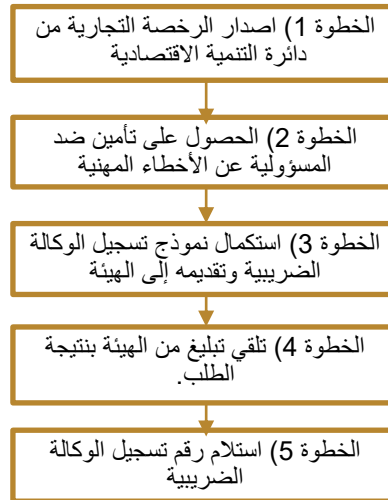 الخطوة 1) اصدار الرخصة التجارية من
دائرة التنمية الاقتصادية
الخطوة 2) الحصول على تأمين ضد
المسؤولية عن الأخطاء المهنية
الخطوة 3) استكمال نموذج تسجيل الوكالة
الضريبية وتقديمه إلى الهيئة
الخطوة 4) تلقي تبليغ من الهيئة بنتيجة
الطلب.
الخطوة 5) استلام رقم تسجيل الوكالة
الضريبية